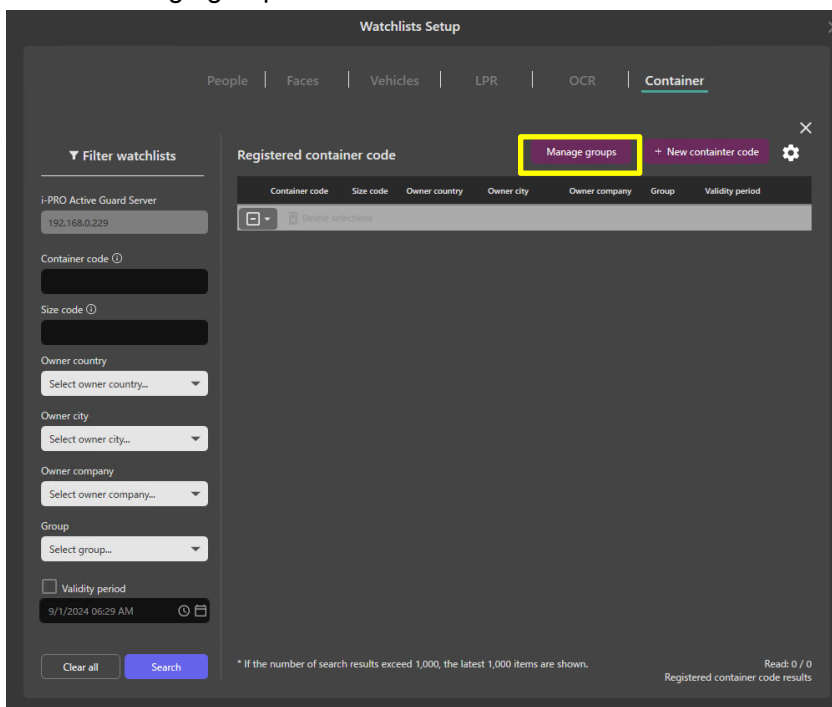 Watchlists Setup
People
Faces
Vehicles
LPR
OCR
Container
Filter watchlists
i-PRO Active Guard Server
192.168.0.229
Container code
Size code
Owner country
Select owner country...
Owner city
Select owner city...
Owner company
Select owner company...
Group
Select group...
Validity period
9/1/2024 06:29 AM
Clear all
Search
Registered container code
Manage groups
+ New containter code
Container code Size code Owner country Owner city Owner company Group Validity period
Delete selections
* If the number of search results exceed 1,000, the latest 1,000 items are shown.
Read: 0 / 0
Registered container code results